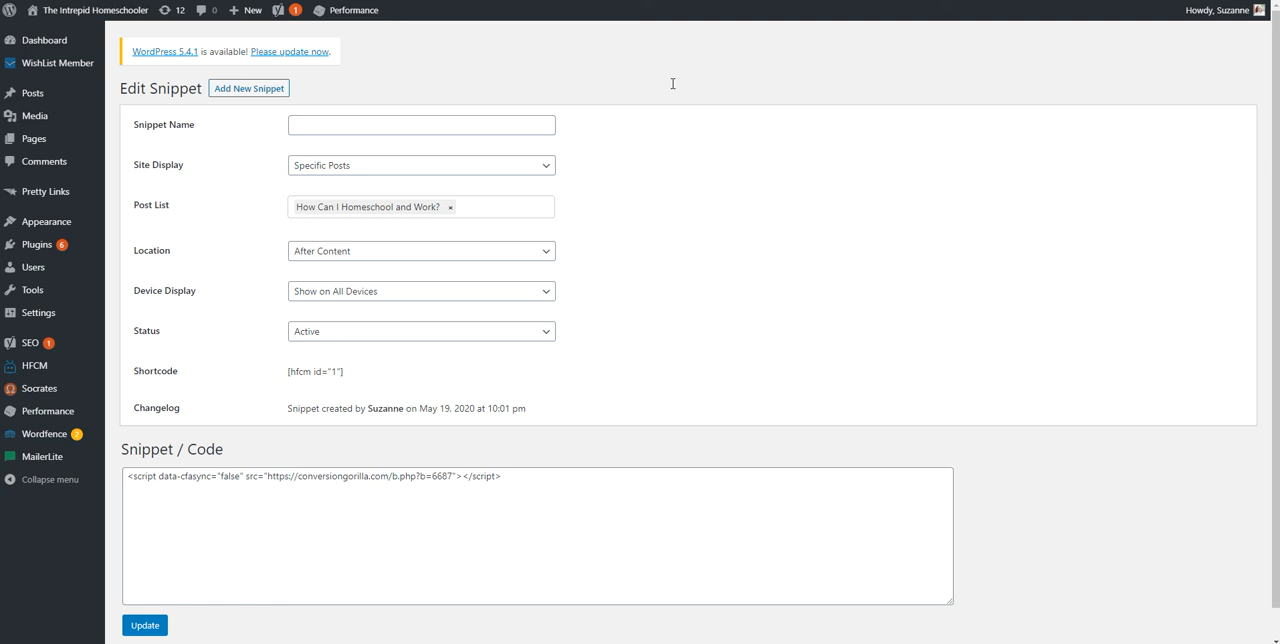 The Intrepid Homeschooler 12 0 New 1 Performance Howdy, Suzanne
Dashboard
WishList Member
Posts
Media
Pages
Comments
Pretty Links
Appearance
Plugins 6
Users
Tools
Settings
SEO 1
HFCM
Socrates
Performance
Wordfence 2
MailerLite
Collapse menu
WordPress 5.4.1 is available! Please update now.
Edit Snippet Add New Snippet
Snippet Name
Site Display Specific Posts
Post List How Can I Homeschool and Work? ×
Location After Content
Device Display Show on All Devices
Status Active
Shortcode [hfcm id="1"]
Changelog Snippet created by Suzanne on May 19, 2020 at 10:01 pm
Snippet / Code
<script data-cfasync="false" src="https://conversiongorilla.com/b.php?b=6687"></script>
Update